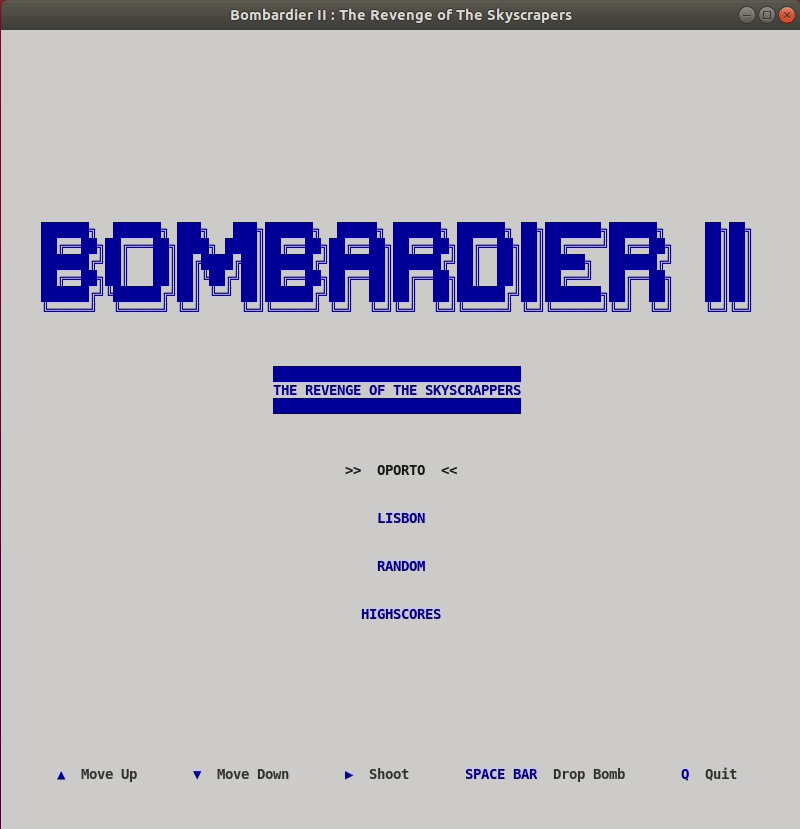 Bombardier II : The Revenge of The Skyscrapers
BOMBARDIER II
THE REVENGE OF THE SKYSCRAPPERS
>> OPORTO <<
LISBON
RANDOM
HIGHSCORES
▲ Move Up ▼ Move Down ► Shoot SPACE BAR Drop Bomb Q Quit